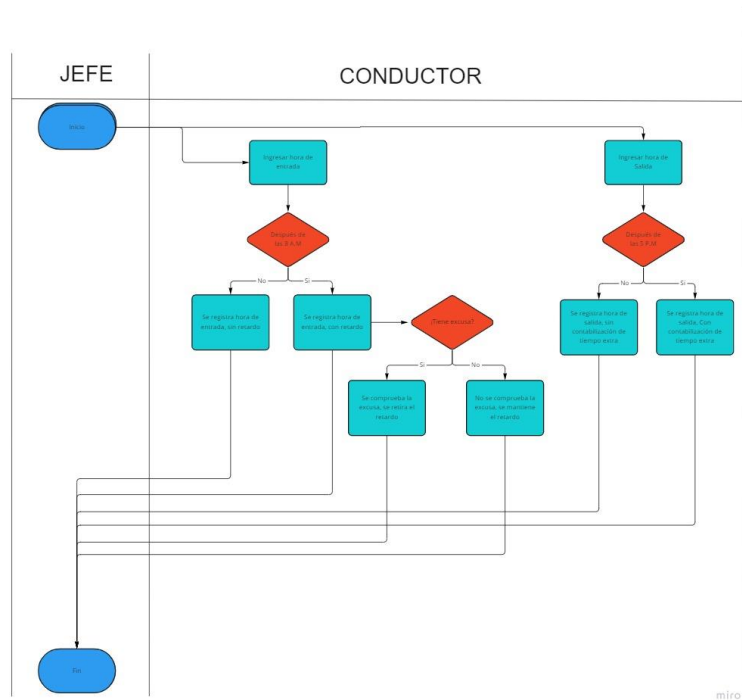 JEFE
CONDUCTOR
Inicio
Ingresar hora de
entrada
Ingresar hora de
Salida
Después de
las 8 A.M
Después de
las 5 P.M
No
Si
No
Si
Se registra hora de
entrada, sin retardo
Se registra hora de
entrada, con retardo
¿Tiene excusa?
Se registra hora de
salida, sin
contabilización de
tiempo extra
Se registra hora de
salida, Con
contabilización de
tiempo extra
Si
No
Se comprueba la
excusa, se retira el
retardo
No se comprueba la
excusa, se mantiene
el retardo
Fin
miro